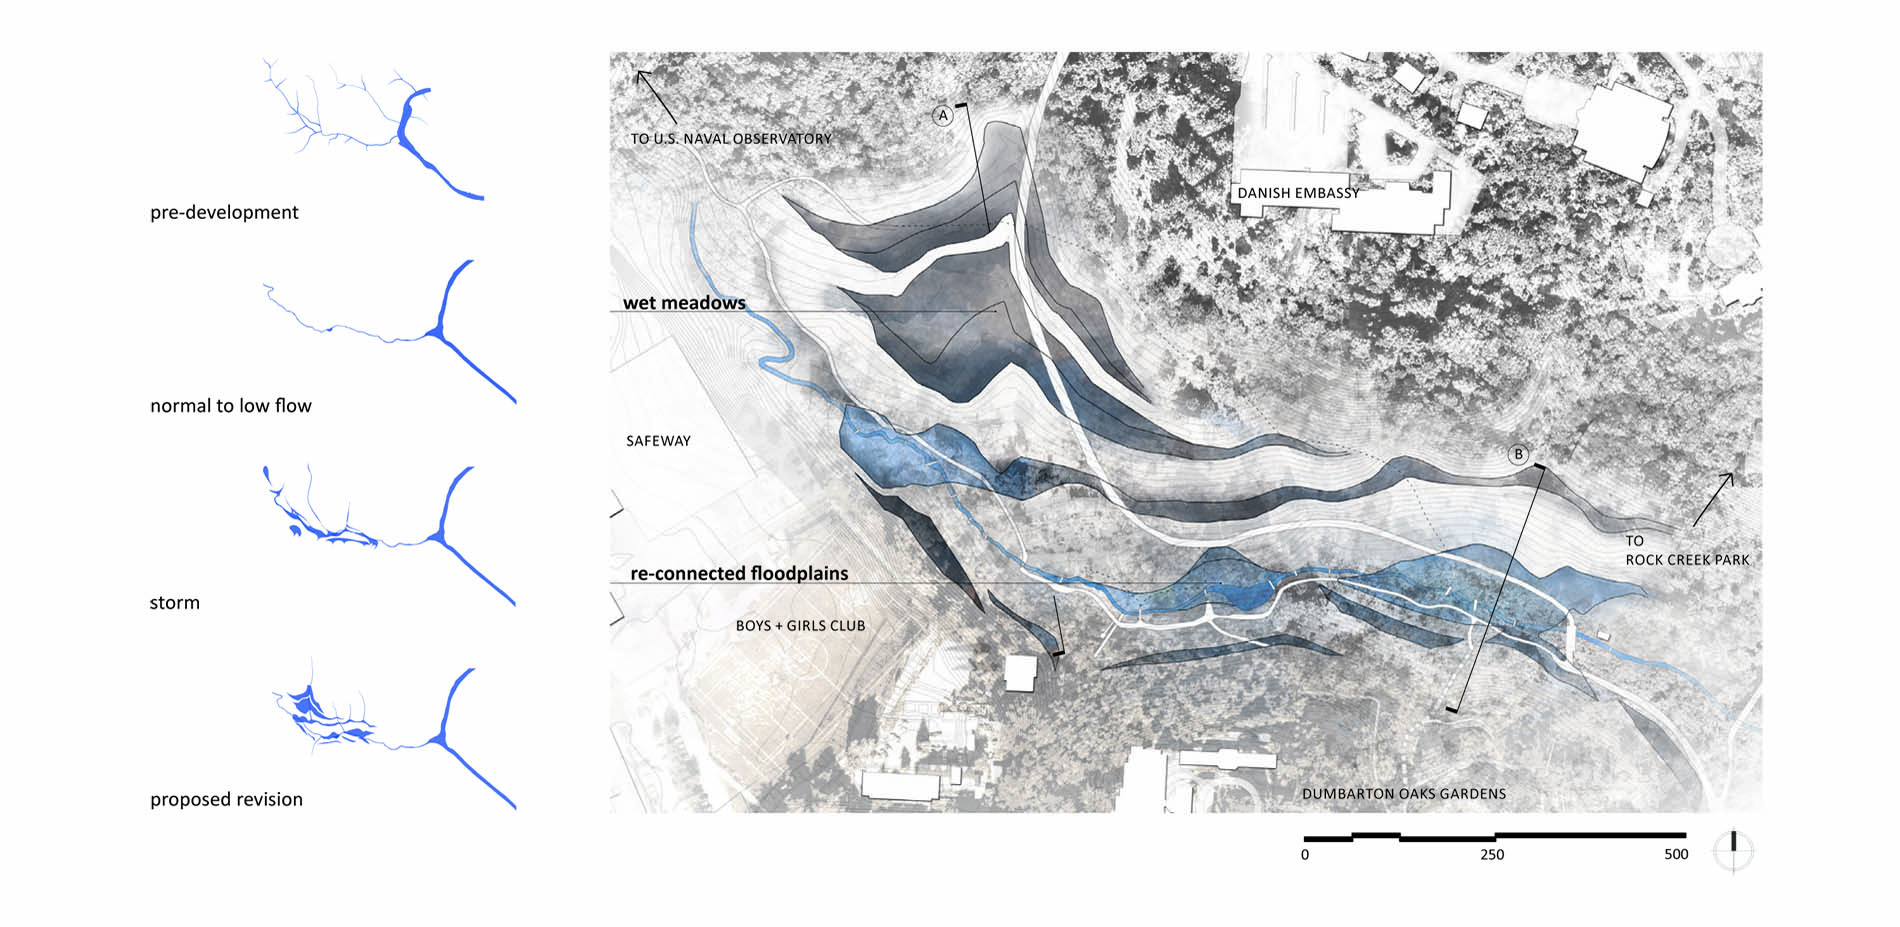 pre-development
normal to low flow
storm
proposed revision
A
TO U.S. NAVAL OBSERVATORY
DANISH EMBASSY
wet meadows
SAFEWAY
B
TO
ROCK CREEK PARK
re-connected floodplains
BOYS + GIRLS CLUB
DUMBARTON OAKS GARDENS
0 250 500